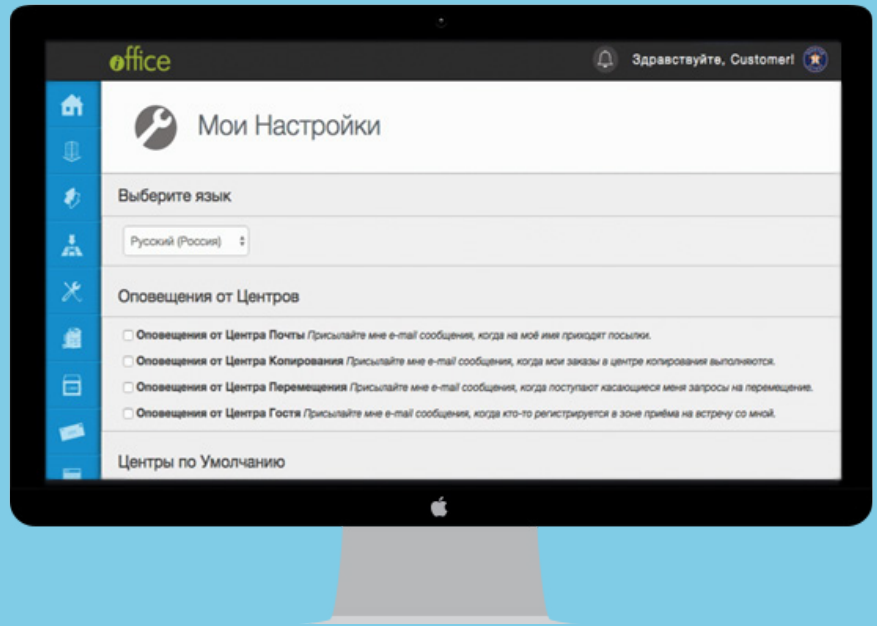 office
Здравствуйте, Customer!
Мои Настройки
Выберите язык
Русский (Россия)
Оповещения от Центров
Оповещения от Центра Почты Присылайте мне e-mail сообщения, когда на моё имя приходят посылки.
Оповещения от Центра Копирования Присылайте мне e-mail сообщения, когда мои заказы в центре копирования выполняются.
Оповещения от Центра Перемещения Присылайте мне e-mail сообщения, когда поступают касающиеся меня запросы на перемещение.
Оповещения от Центра Гостя Присылайте мне e-mail сообщения, когда кто-то регистрируется в зоне приёма на встречу со мной.
Центры по Умолчанию